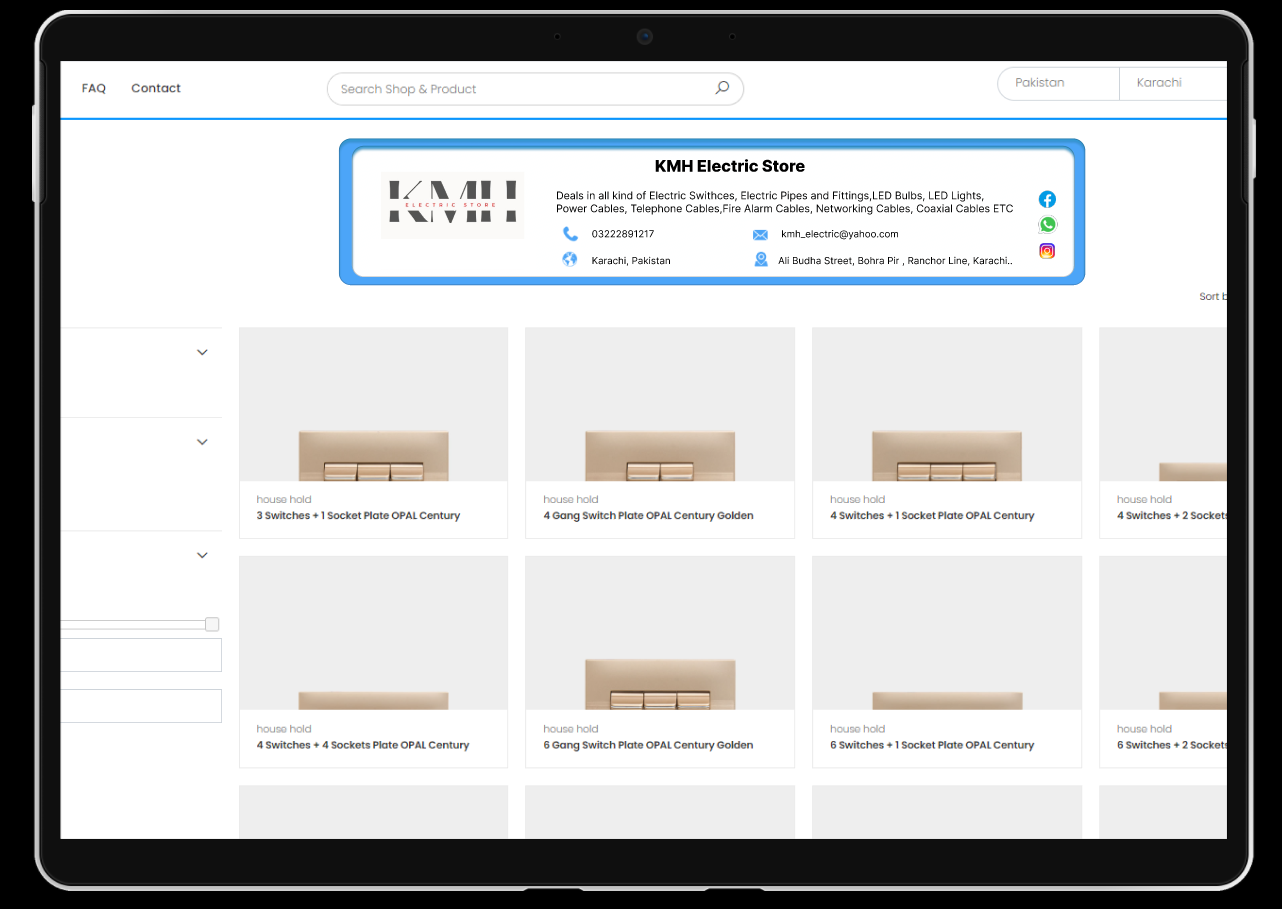 FAQ Contact Search Shop & Product Pakistan Karachi
KMH Electric Store
KMH
ELECTRIC STORE
Deals in all kind of Electric Swithces, Electric Pipes and Fittings,LED Bulbs, LED Lights,
Power Cables, Telephone Cables,Fire Alarm Cables, Networking Cables, Coaxial Cables ETC
03222891217 kmh_electric@yahoo.com
Karachi, Pakistan Ali Budha Street, Bohra Pir , Ranchor Line, Karachi..
Sort b
house hold house hold house hold house hold
3 Switches + 1 Socket Plate OPAL Century 4 Gang Switch Plate OPAL Century Golden 4 Switches + 1 Socket Plate OPAL Century 4 Switches + 2 Sockets
house hold house hold house hold house hold
4 Switches + 4 Sockets Plate OPAL Century 6 Gang Switch Plate OPAL Century Golden 6 Switches + 1 Socket Plate OPAL Century 6 Switches + 2 Sockets